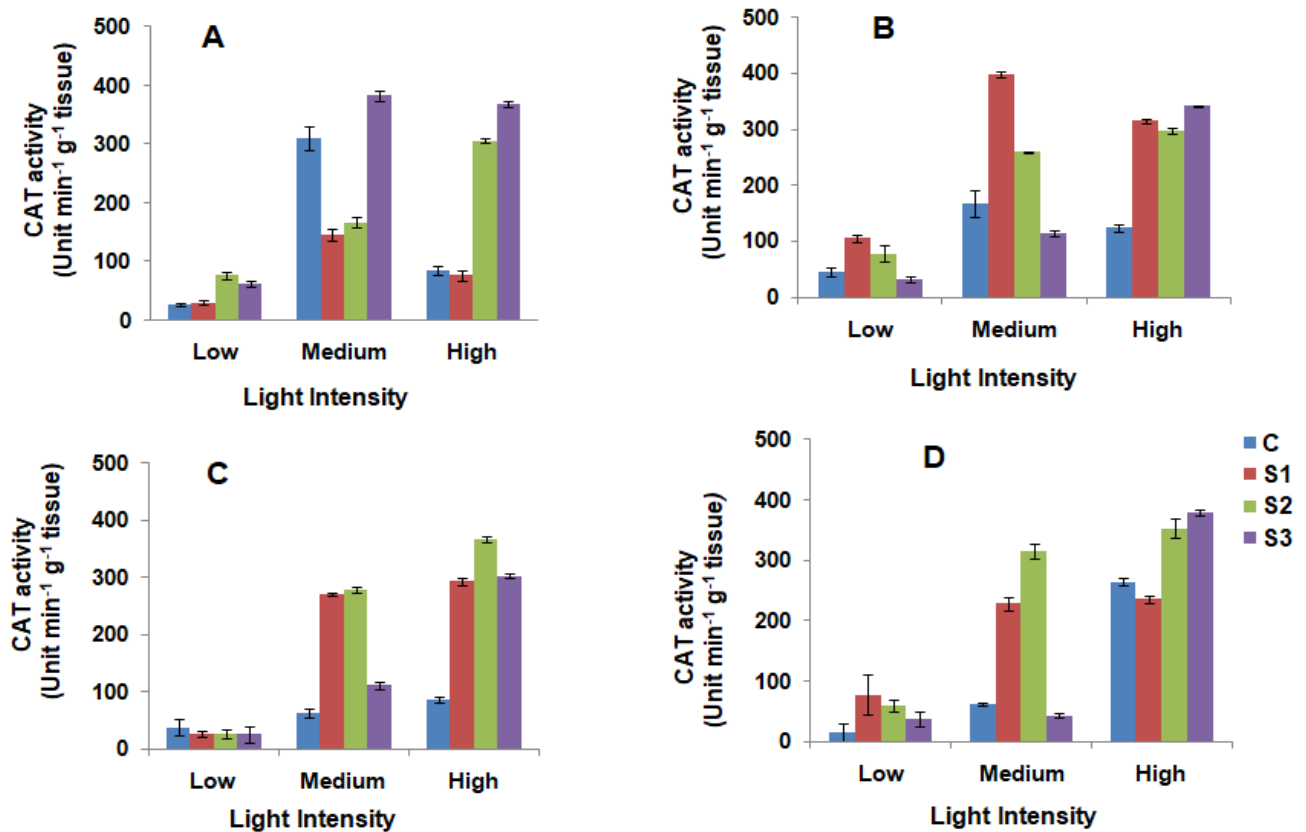 A
CAT activity
(Unit min⁻¹ g⁻¹ tissue)
500
400
300
200
100
0
Low Medium High
Light Intensity
B
CAT activity
(Unit min⁻¹ g⁻¹ tissue)
500
400
300
200
100
0
Low Medium High
Light Intensity
C
CAT activity
(Unit min⁻¹ g⁻¹ tissue)
500
400
300
200
100
0
Low Medium High
Light Intensity
D
CAT activity
(Unit min⁻¹ g⁻¹ tissue)
500
400
300
200
100
0
Low Medium High
Light Intensity
C
S1
S2
S3